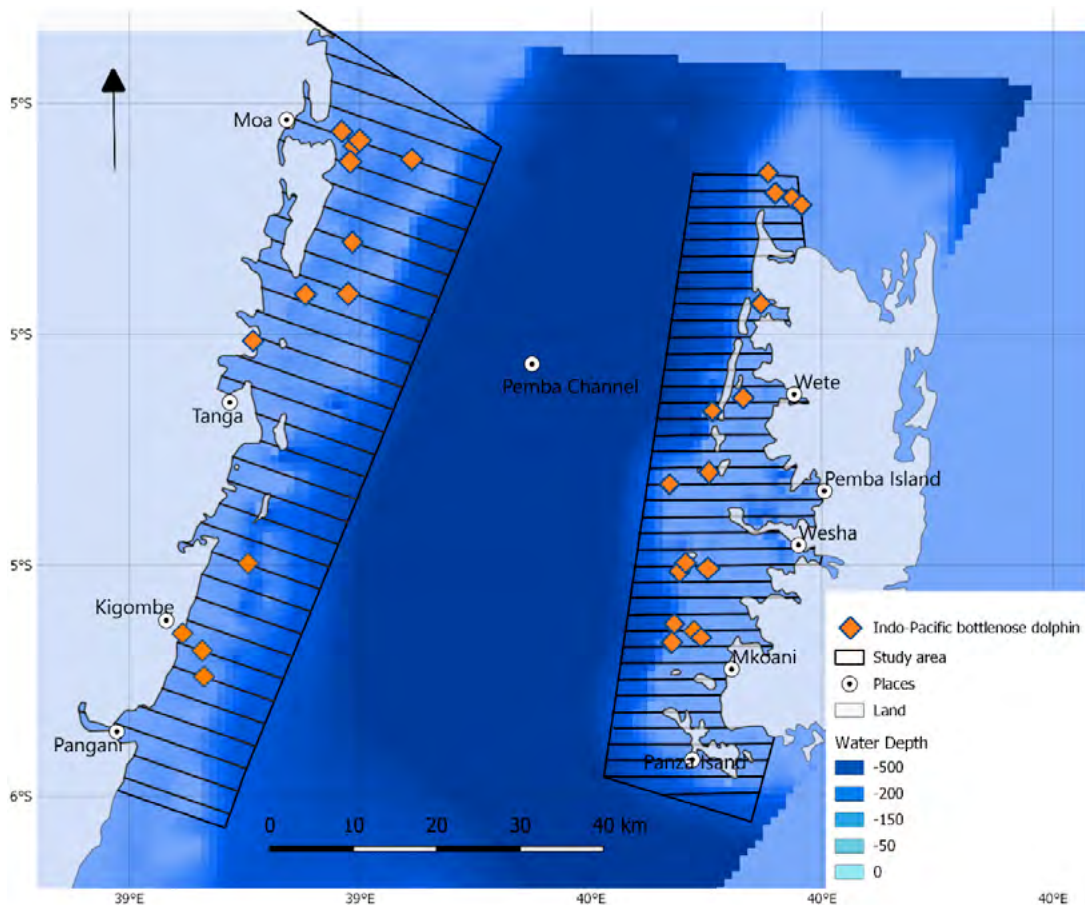 5°S
Moa
5°S
Pemba Channel
Wete
Tanga
Pemba Island
Wesha
5°S
Kigombe
Mkoani
Pangani
Panza Isand
6°S
0 10 20 30 40 km
Indo-Pacific bottlenose dolphin
Study area
Places
Land
Water Depth
-500
-200
-150
-50
0
39°E 39°E 40°E 40°E 40°E